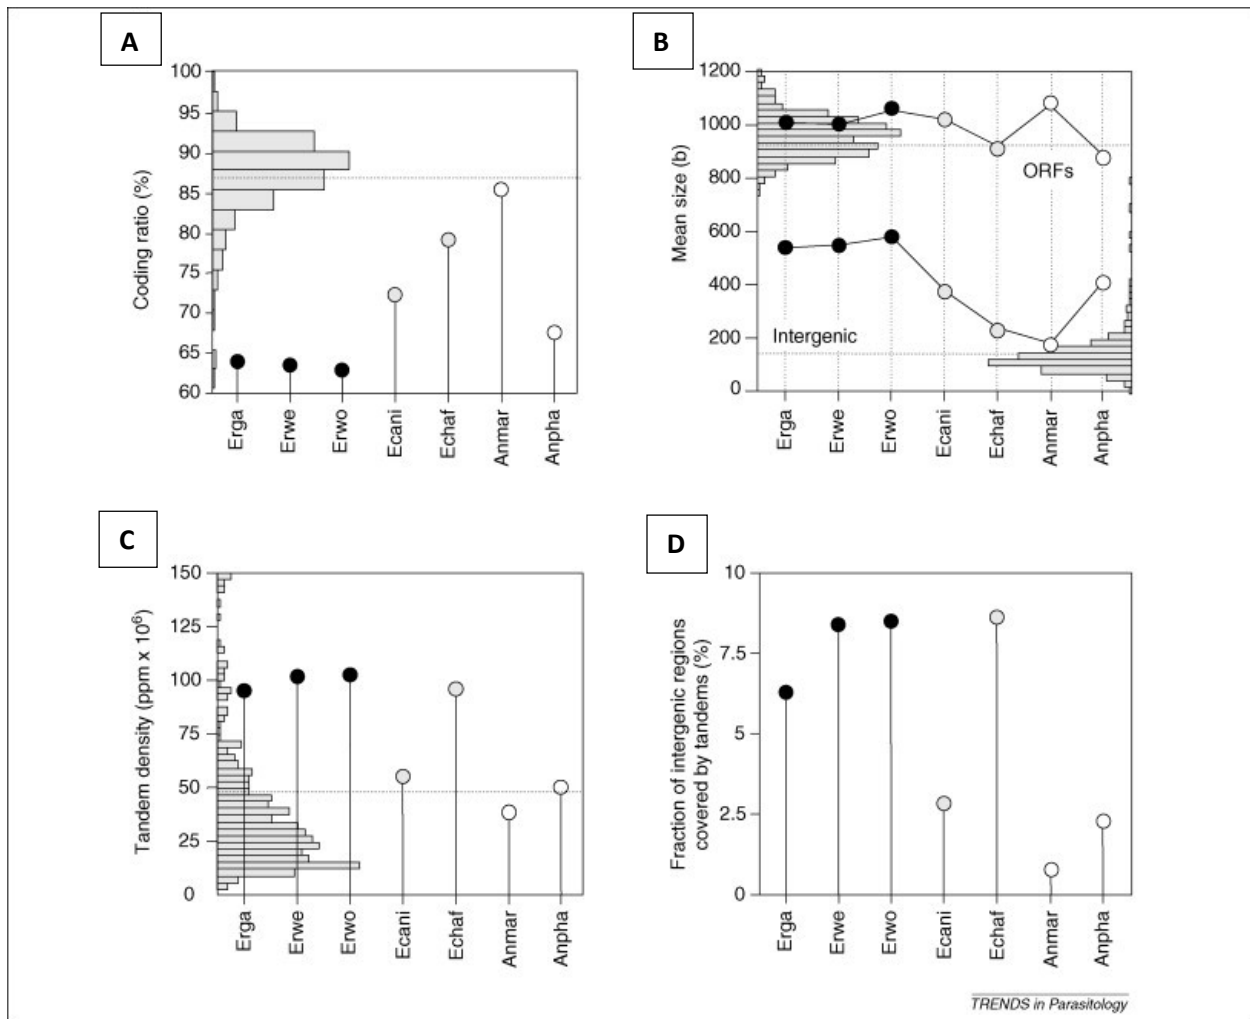 A
Coding ratio (%)
100
95
90
85
80
75
70
65
60
Erga
Erwe
Erwo
Ecani
Echaf
Anmar
Anpha
B
Mean size (b)
1200
1000
800
600
400
200
0
ORFs
Intergenic
Erga
Erwe
Erwo
Ecani
Echaf
Anmar
Anpha
C
Tandem density (ppm x 10⁶)
150
125
100
75
50
25
0
Erga
Erwe
Erwo
Ecani
Echaf
Anmar
Anpha
D
Fraction of intergenic regions
covered by tandems (%)
10
7.5
5
2.5
0
Erga
Erwe
Erwo
Ecani
Echaf
Anmar
Anpha
TRENDS in Parasitology